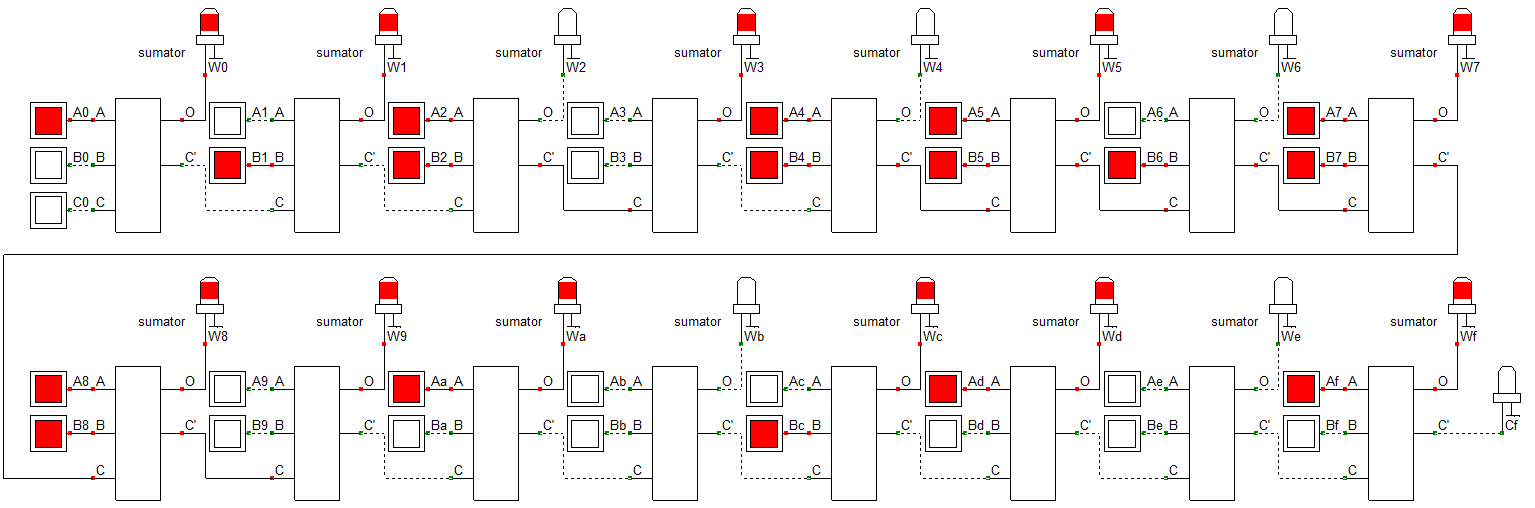 sumator sumator sumator sumator sumator sumator sumator sumator
W0 W1 W2 W3 W4 W5 W6 W7
A0 A O A1 A O A2 A O A3 A O A4 A O A5 A O A6 A O A7 A O
B0 B C' B1 B C' B2 B C' B3 B C' B4 B C' B5 B C' B6 B C' B7 B C'
C0 C C C C C C C C
sumator sumator sumator sumator sumator sumator sumator sumator
W8 W9 Wa Wb Wc Wd We Wf
A8 A O A9 A O Aa A O Ab A O Ac A O Ad A O Ae A O Af A O
B8 B C' B9 B C' Ba B C' Bb B C' Bc B C' Bd B C' Be B C' Bf B C' Cf
C C C C C C C C